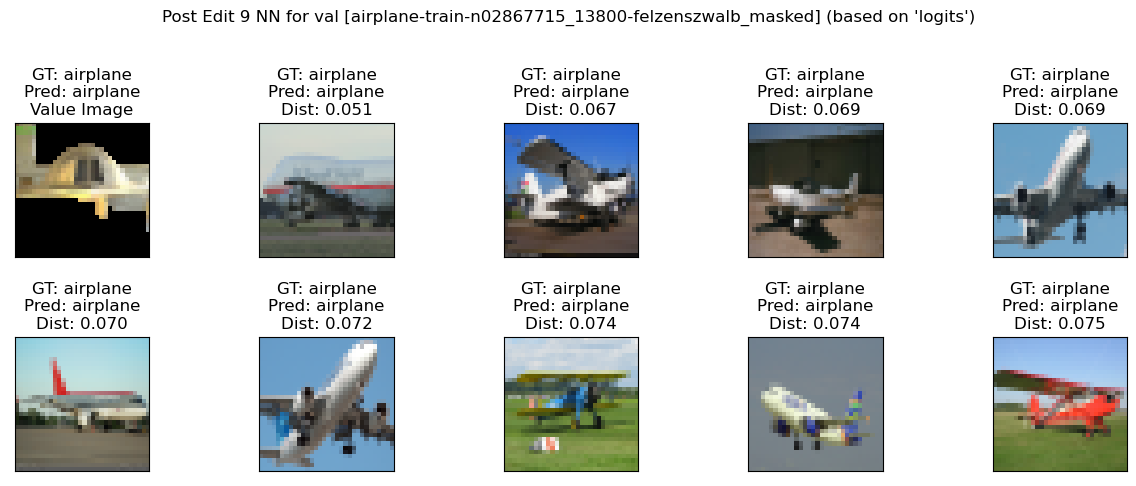 Post Edit 9 NN for val [airplane-train-n02867715_13800-felzenszwalb_masked] (based on 'logits')
GT: airplane
Pred: airplane
Value Image
GT: airplane
Pred: airplane
Dist: 0.051
GT: airplane
Pred: airplane
Dist: 0.067
GT: airplane
Pred: airplane
Dist: 0.069
GT: airplane
Pred: airplane
Dist: 0.069
GT: airplane
Pred: airplane
Dist: 0.070
GT: airplane
Pred: airplane
Dist: 0.072
GT: airplane
Pred: airplane
Dist: 0.074
GT: airplane
Pred: airplane
Dist: 0.074
GT: airplane
Pred: airplane
Dist: 0.075